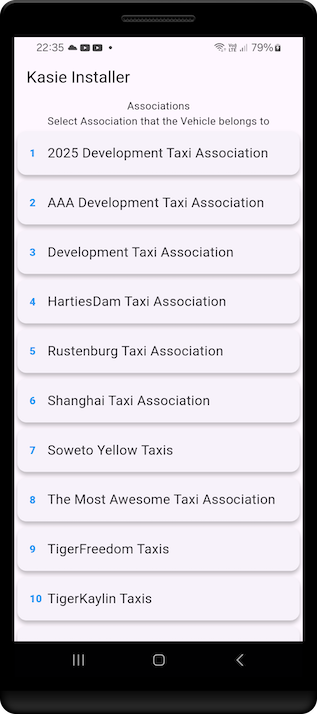 22:35 79%
Kasie Installer
Associations
Select Association that the Vehicle belongs to
1 2025 Development Taxi Association
2 AAA Development Taxi Association
3 Development Taxi Association
4 HartiesDam Taxi Association
5 Rustenburg Taxi Association
6 Shanghai Taxi Association
7 Soweto Yellow Taxis
8 The Most Awesome Taxi Association
9 TigerFreedom Taxis
10 TigerKaylin Taxis